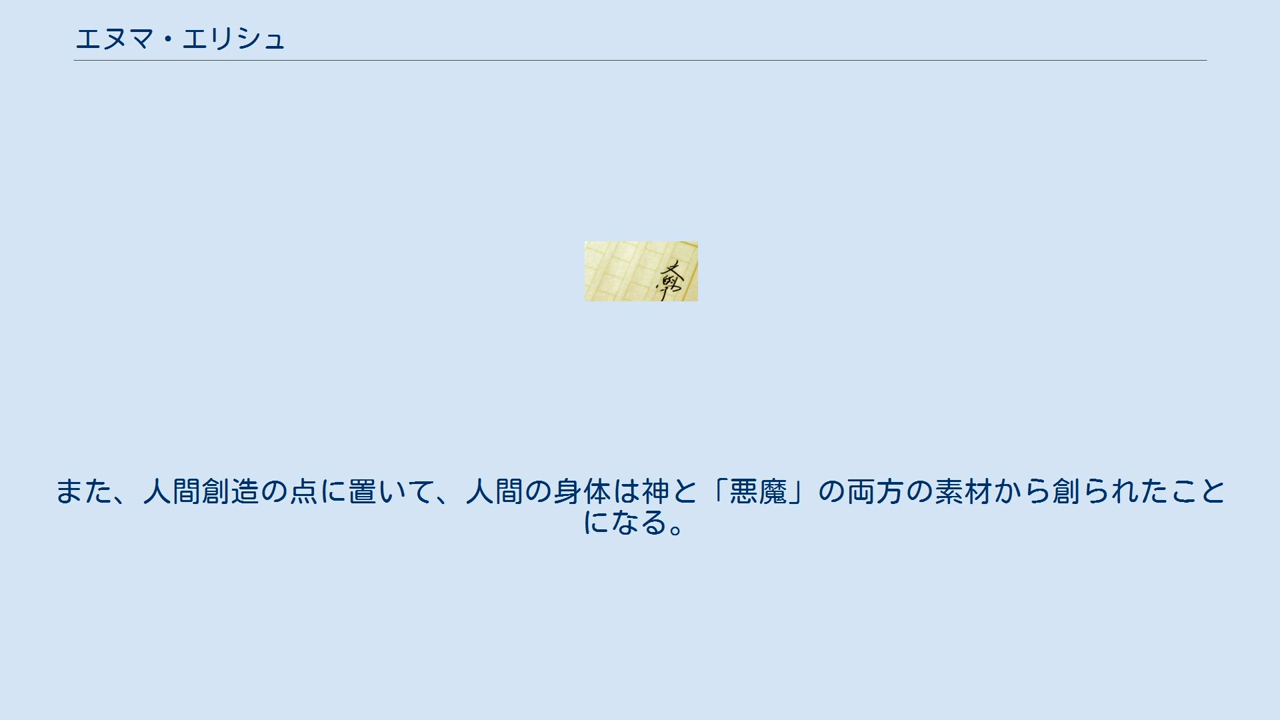 エヌマ・エリシュ
また、人間創造の点に置いて、人間の身体は神と「悪魔」の両方の素材から創られたこと
になる。